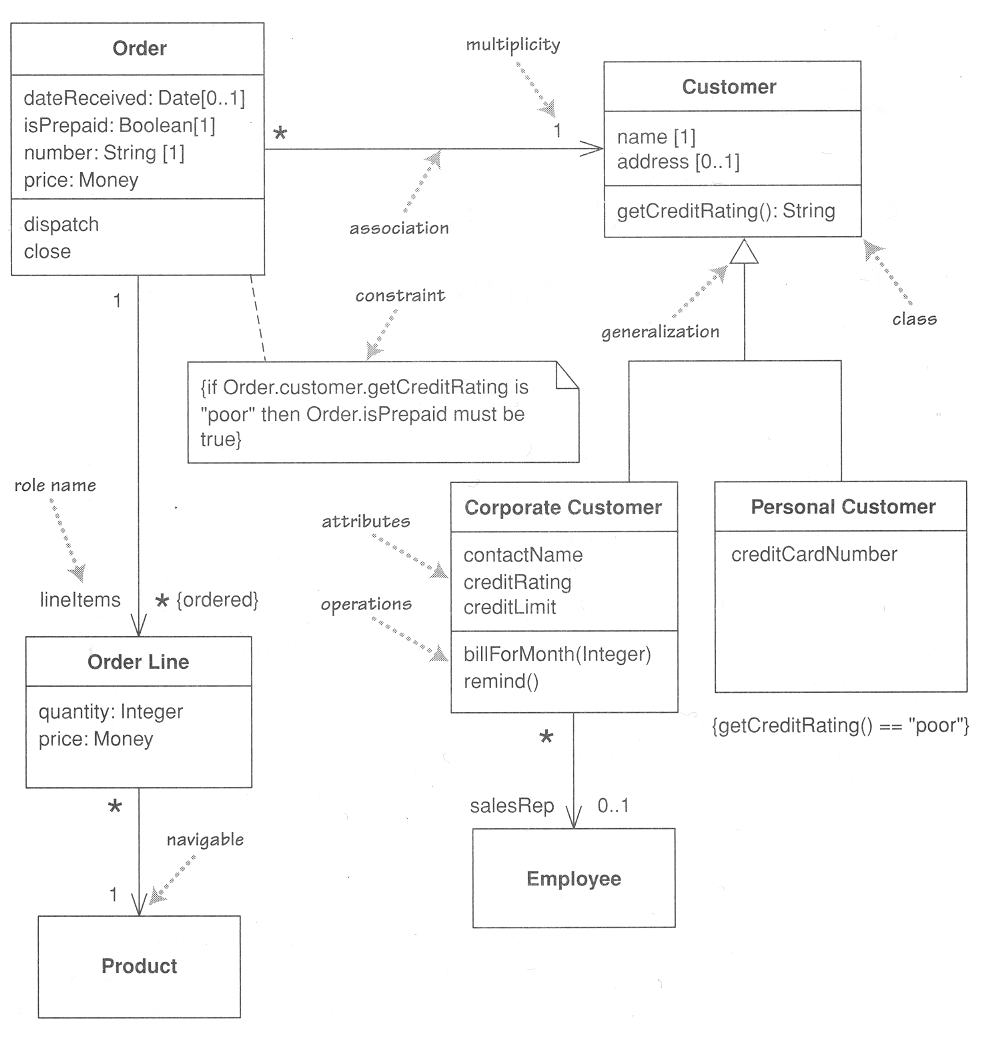 Order
dateReceived: Date[0..1]
isPrepaid: Boolean[1]
number: String [1]
price: Money
dispatch
close
*
1
multiplicity
association
Customer
name [1]
address [0..1]
getCreditRating(): String
generalization
class
1
constraint
{if Order.customer.getCreditRating is
"poor" then Order.isPrepaid must be
true}
role name
lineItems
* {ordered}
Order Line
quantity: Integer
price: Money
*
navigable
1
Product
attributes
operations
Corporate Customer
contactName
creditRating
creditLimit
billForMonth(Integer)
remind()
*
salesRep
0..1
Employee
Personal Customer
creditCardNumber
{getCreditRating() == "poor"}